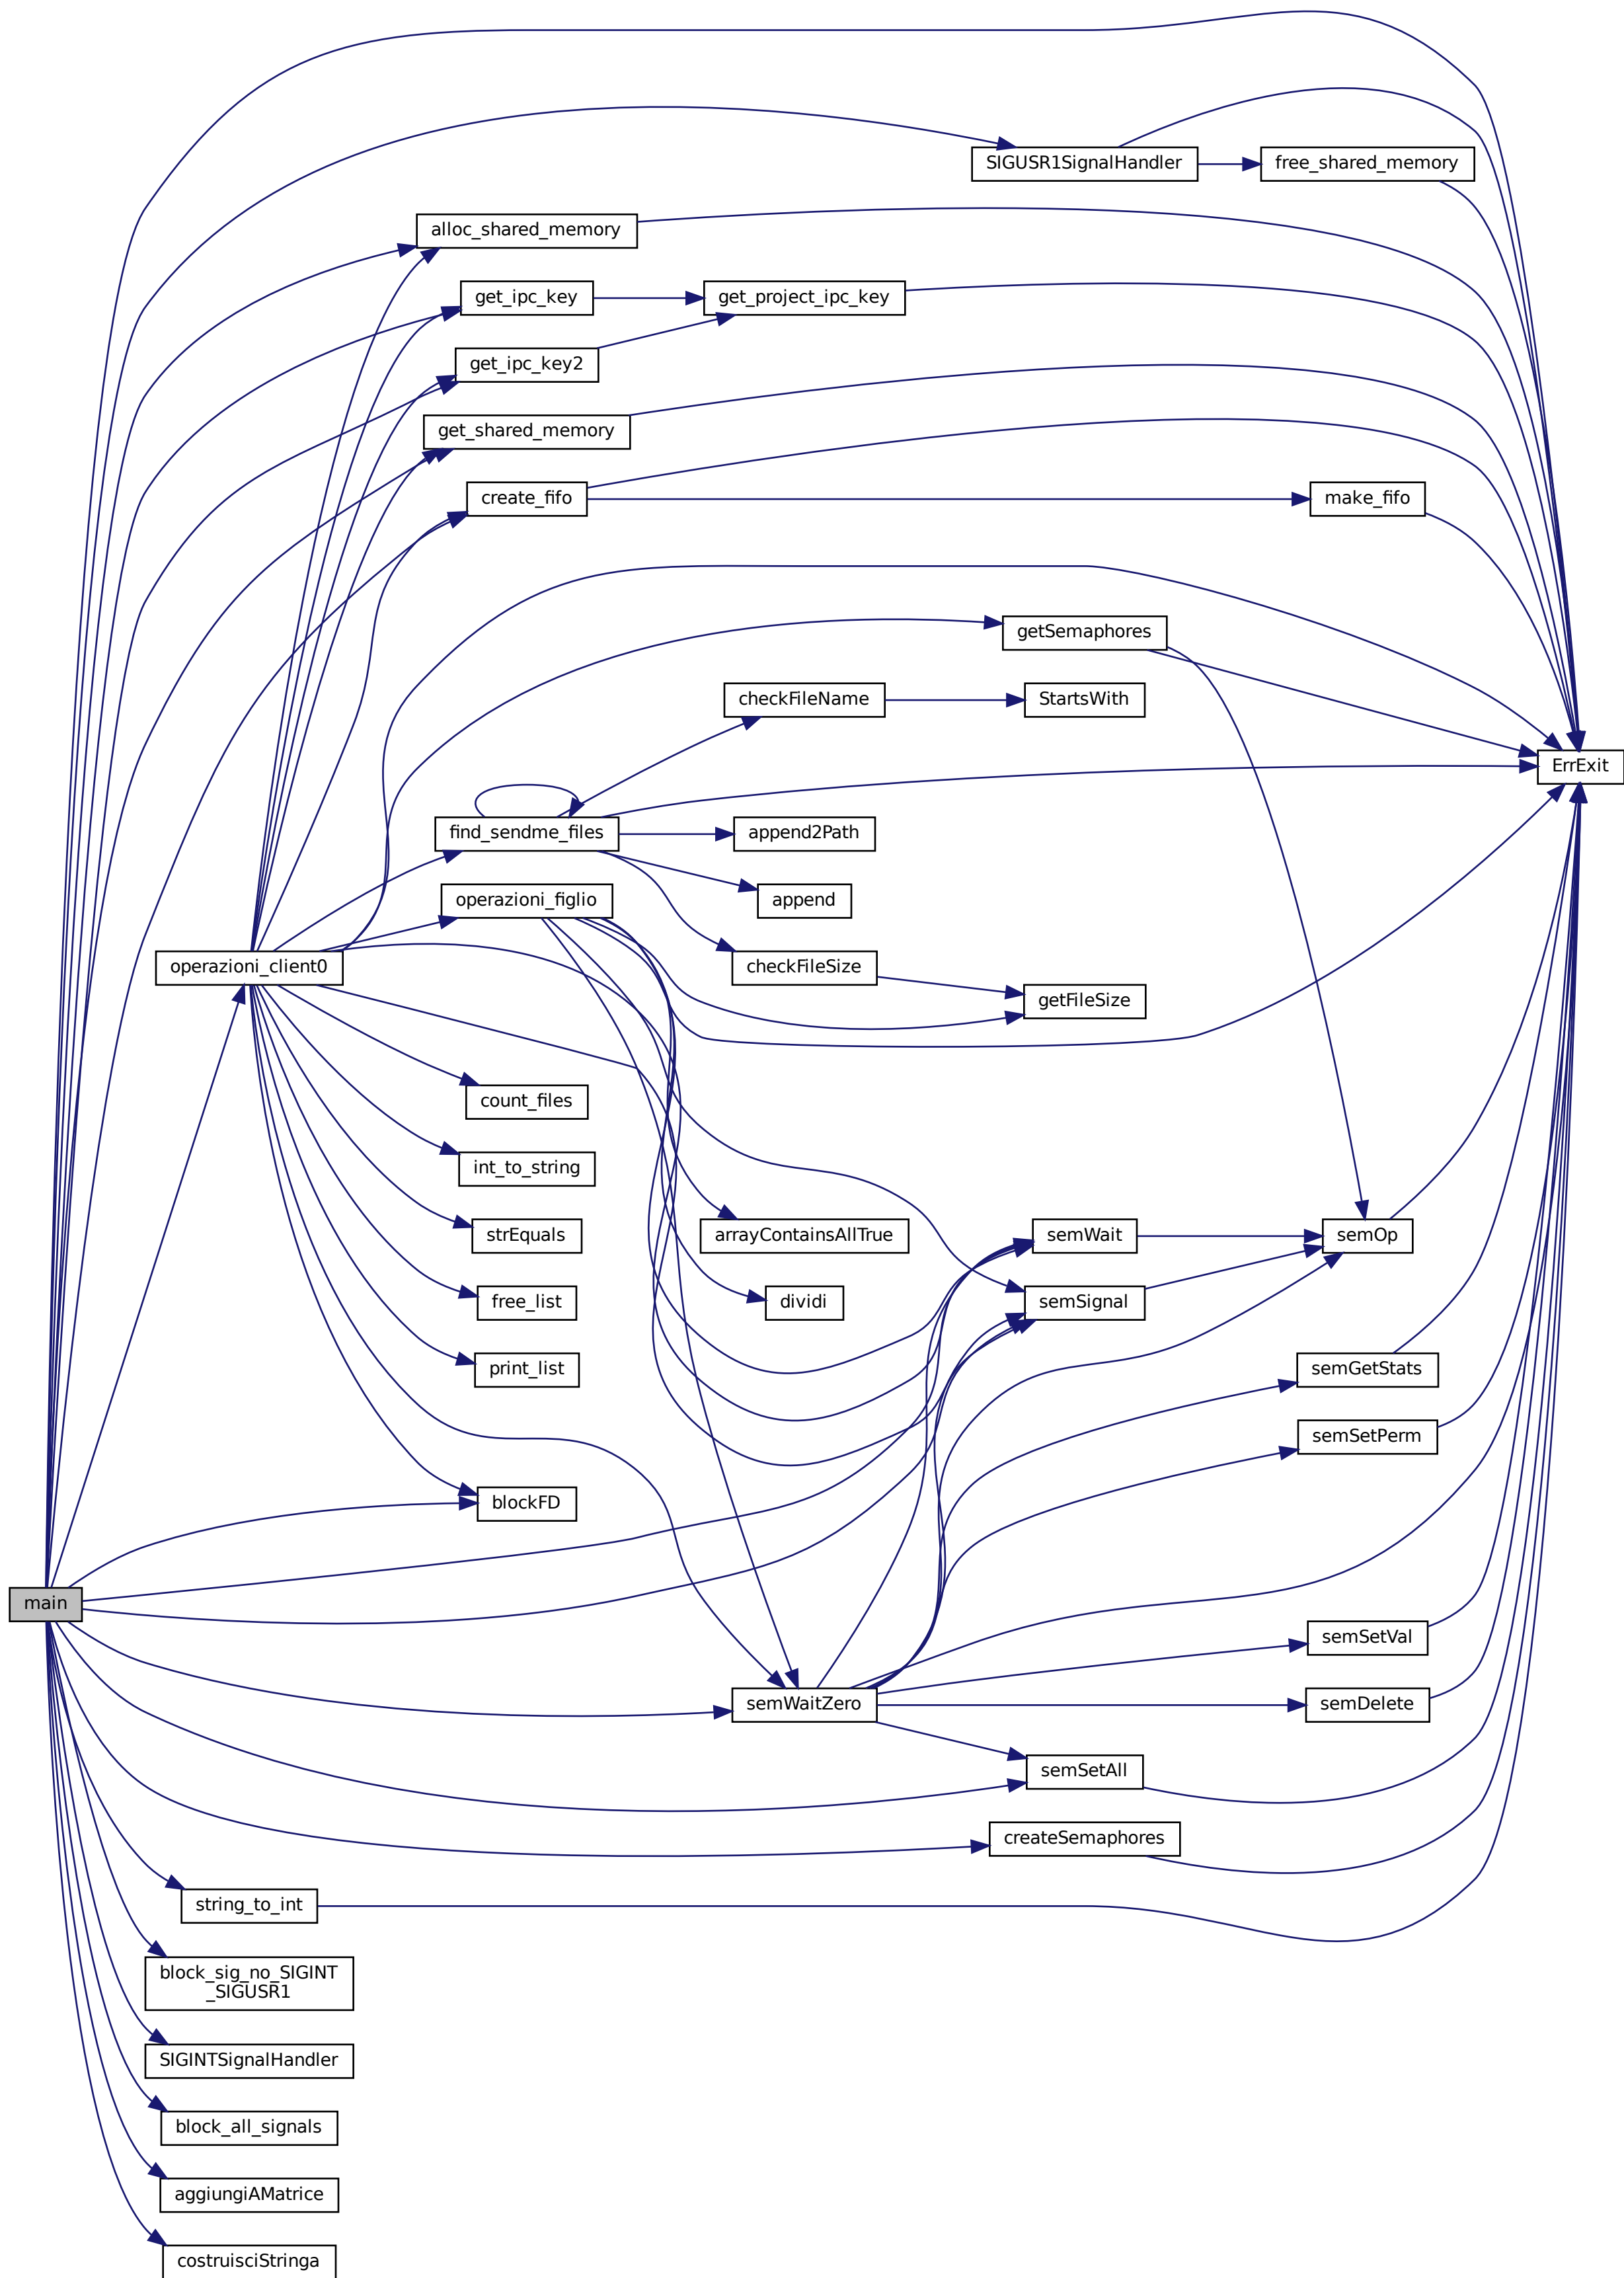 SIGUSR1SignalHandler
free_shared_memory
alloc_shared_memory
get_ipc_key
get_project_ipc_key
get_ipc_key2
get_shared_memory
create_fifo
make_fifo
getSemaphores
checkFileName
StartsWith
ErrExit
find_sendme_files
append2Path
append
operazioni_figlio
operazioni_client0
checkFileSize
getFileSize
count_files
int_to_string
strEquals
arrayContainsAllTrue
semWait
semOp
free_list
dividi
semSignal
print_list
semGetStats
semSetPerm
blockFD
main
semSetVal
semWaitZero
semDelete
semSetAll
createSemaphores
string_to_int
block_sig_no_SIGINT
_SIGUSR1
SIGINTSignalHandler
block_all_signals
aggiungiAMatrice
costruisciStringa